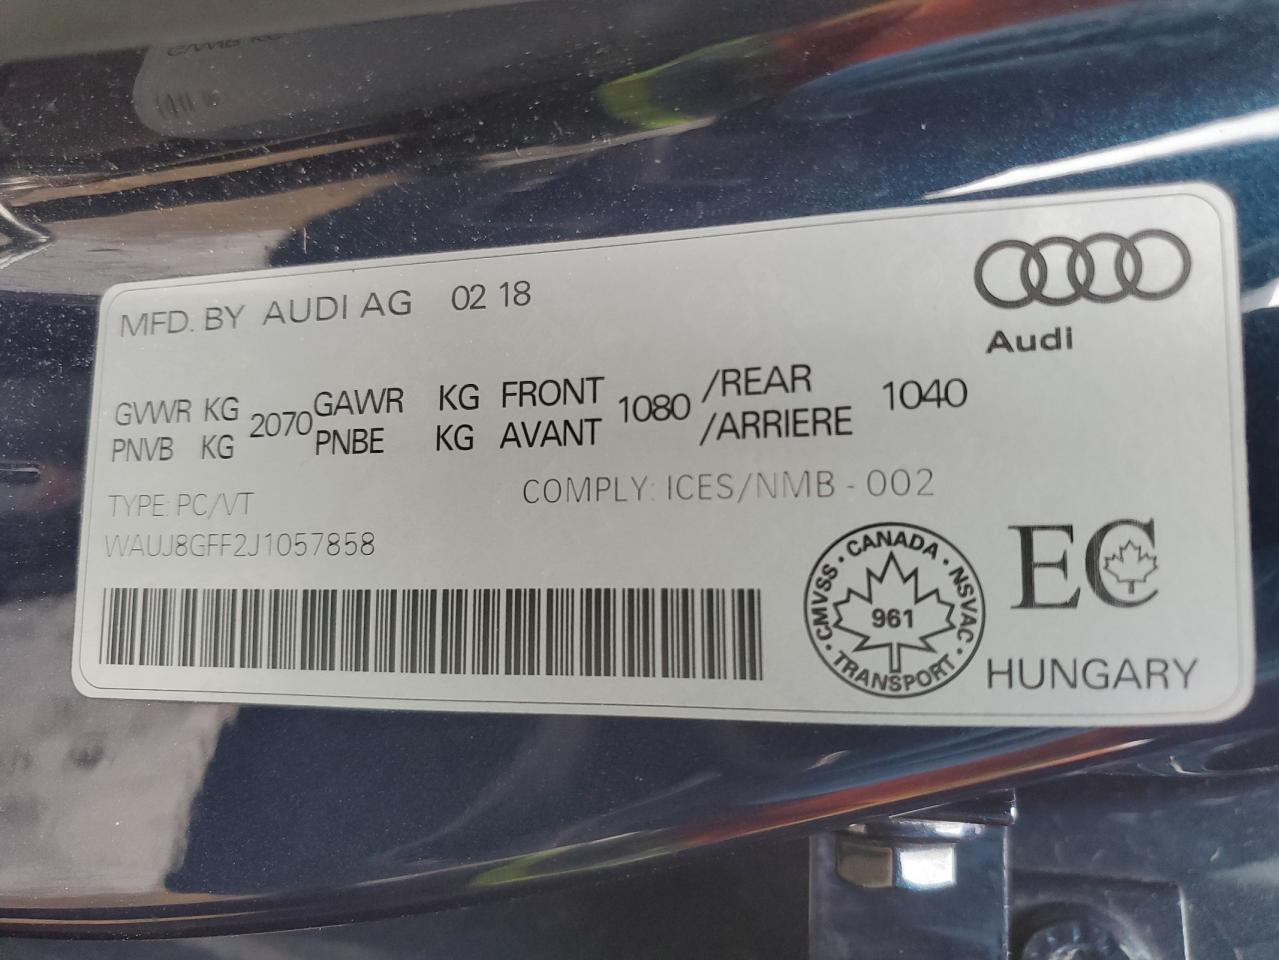 MFD. BY AUDI AG 02 18
Audi
GVWR KG 2070 GAWR KG FRONT 1080 /REAR 1040
PNVB KG PNBE KG AVANT /ARRIERE
TYPE: PC/VT
COMPLY: ICES/NMB - 002
WAUJ8GFF2J1057858
CANADA · NSVAC · TRANSPORT · CMVSS ·
961
EC
HUNGARY